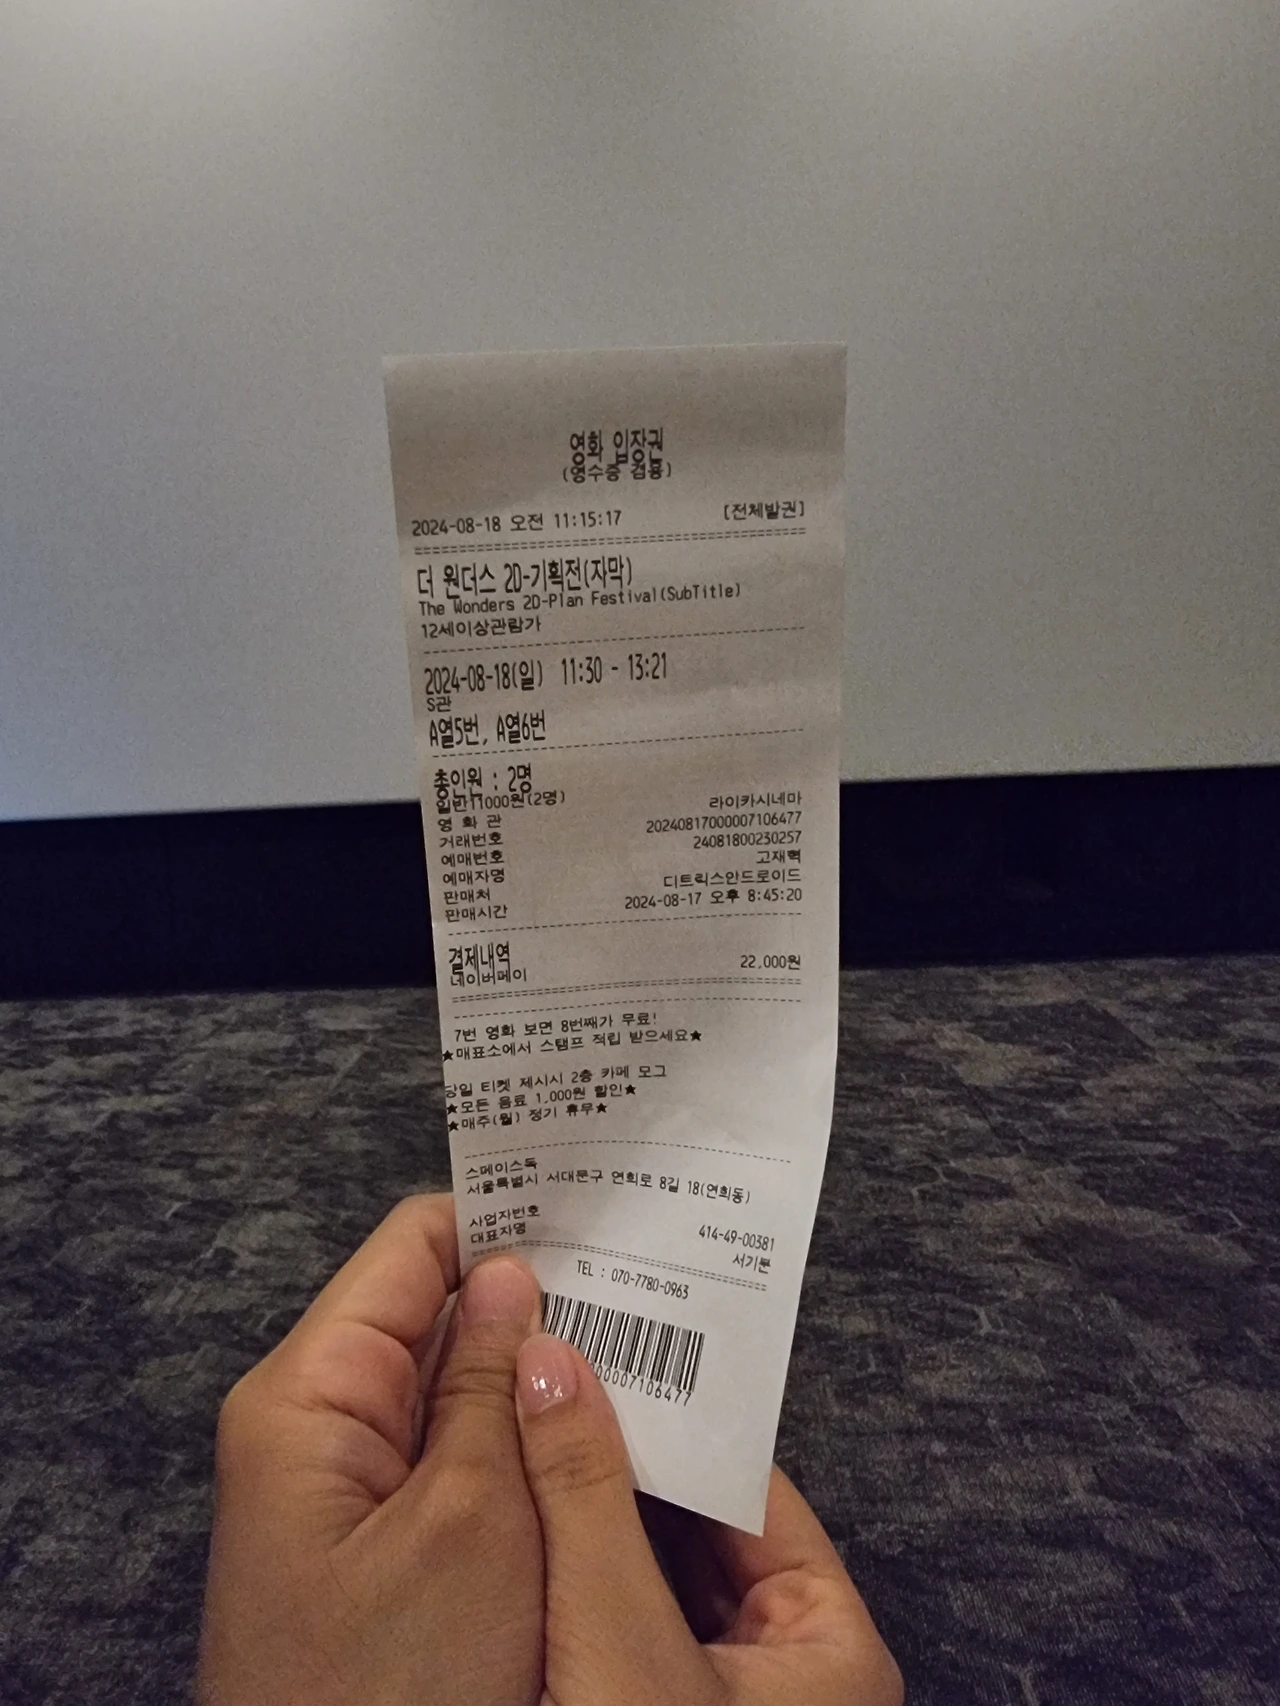 영화 입장권
(영수증 겸용)
2024-08-18 오전 11:15:17 [전체발권]
더 원더스 2D-기획전(자막)
The Wonders 2D-Plan Festival(SubTitle)
12세이상관람가
2024-08-18(일) 11:30 - 13:21
S관
A열5번, A열6번
총인원 : 2명
일반11000원(2명)
영 화 관 라이카시네마
거래번호 20240817000007106477
예매번호 24081800230257
예매자명 고재혁
판매처 디트릭스안드로이드
판매시간 2024-08-17 오후 8:45:20
결제내역
네이버페이 22,000원
7번 영화 보면 8번째가 무료!
★매표소에서 스탬프 적립 받으세요★
당일 티켓 제시시 2층 카페 모그
★모든 음료 1,000원 할인★
★매주(월) 정기 휴무★
스페이스독
서울특별시 서대문구 연희로 8길 18(연희동)
사업자번호 414-49-00381
대표자명 서기분
TEL : 070-7780-0963
00007106477